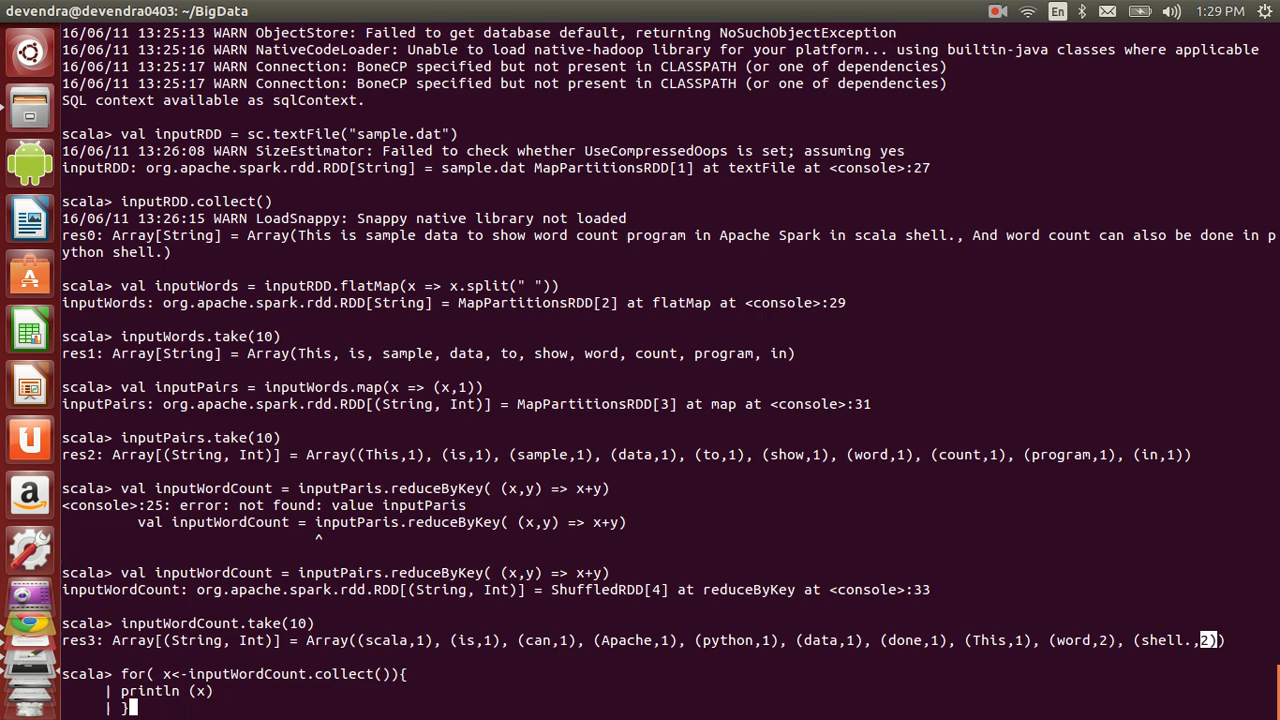 devendra@devendra0403: ~/BigData
En
1:29 PM
16/06/11 13:25:13 WARN ObjectStore: Failed to get database default, returning NoSuchObjectException
16/06/11 13:25:16 WARN NativeCodeLoader: Unable to load native-hadoop library for your platform... using builtin-java classes where applicable
16/06/11 13:25:17 WARN Connection: BoneCP specified but not present in CLASSPATH (or one of dependencies)
16/06/11 13:25:17 WARN Connection: BoneCP specified but not present in CLASSPATH (or one of dependencies)
SQL context available as sqlContext.
scala> val inputRDD = sc.textFile("sample.dat")
16/06/11 13:26:08 WARN SizeEstimator: Failed to check whether UseCompressedOops is set; assuming yes
inputRDD: org.apache.spark.rdd.RDD[String] = sample.dat MapPartitionsRDD[1] at textFile at <console>:27
scala> inputRDD.collect()
16/06/11 13:26:15 WARN LoadSnappy: Snappy native library not loaded
res0: Array[String] = Array(This is sample data to show word count program in Apache Spark in scala shell., And word count can also be done in p
ython shell.)
scala> val inputWords = inputRDD.flatMap(x => x.split(" "))
inputWords: org.apache.spark.rdd.RDD[String] = MapPartitionsRDD[2] at flatMap at <console>:29
scala> inputWords.take(10)
res1: Array[String] = Array(This, is, sample, data, to, show, word, count, program, in)
scala> val inputPairs = inputWords.map(x => (x,1))
inputPairs: org.apache.spark.rdd.RDD[(String, Int)] = MapPartitionsRDD[3] at map at <console>:31
scala> inputPairs.take(10)
res2: Array[(String, Int)] = Array((This,1), (is,1), (sample,1), (data,1), (to,1), (show,1), (word,1), (count,1), (program,1), (in,1))
scala> val inputWordCount = inputParis.reduceByKey( (x,y) => x+y)
<console>:25: error: not found: value inputParis
val inputWordCount = inputParis.reduceByKey( (x,y) => x+y)
^
scala> val inputWordCount = inputPairs.reduceByKey( (x,y) => x+y)
inputWordCount: org.apache.spark.rdd.RDD[(String, Int)] = ShuffledRDD[4] at reduceByKey at <console>:33
scala> inputWordCount.take(10)
res3: Array[(String, Int)] = Array((scala,1), (is,1), (can,1), (Apache,1), (python,1), (data,1), (done,1), (This,1), (word,2), (shell.,2))
scala> for( x<-inputWordCount.collect()){
| println (x)
| }